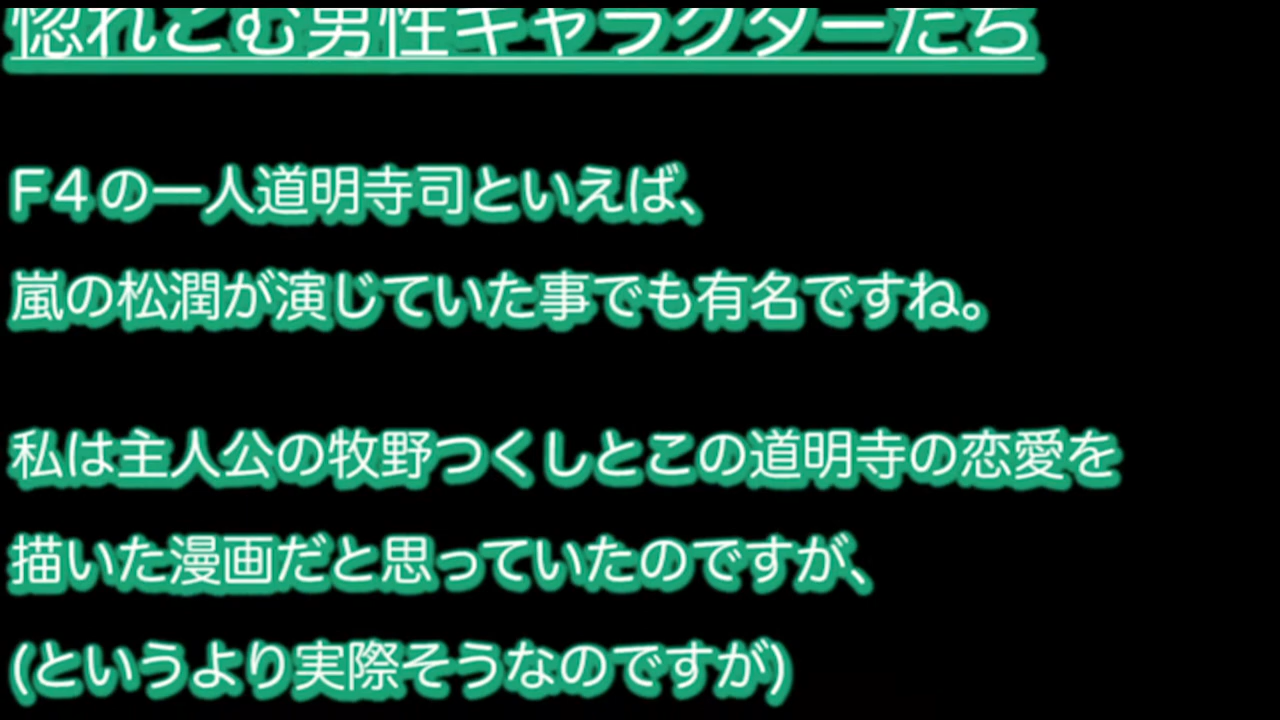 惚れこむ男性キャラクターたち
F4の一人道明寺司といえば、
嵐の松潤が演じていた事でも有名ですね。
私は主人公の牧野つくしとこの道明寺の恋愛を
描いた漫画だと思っていたのですが、
(というより実際そうなのですが)